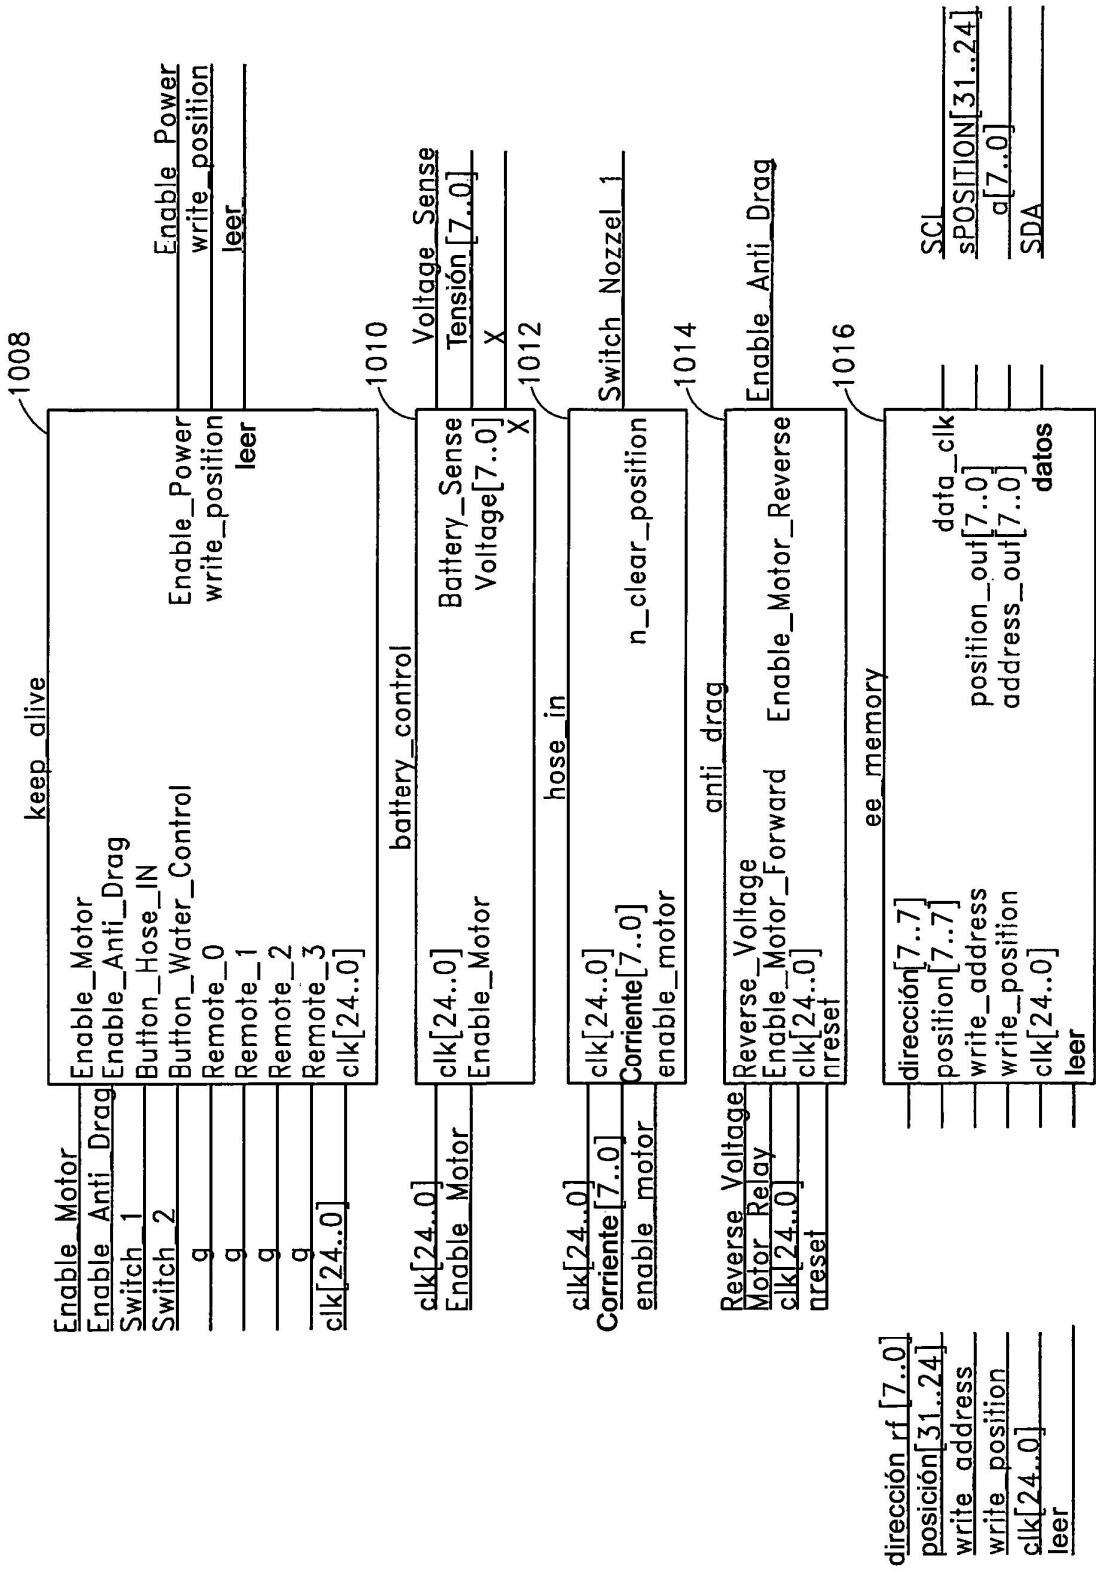 keep_alive
1008
Enable_Motor
Enable_Anti_Drag
Switch_1
Switch_2
g
g
g
g
clk[24..0]
Enable_Motor
Enable_Anti_Drag
Button_Hose_IN
Button_Water_Control
Remote_0
Remote_1
Remote_2
Remote_3
clk[24..0]
Enable_Power
write_position
leer
Enable_Power
write_position
leer
battery_control
1010
clk[24..0]
Enable_Motor
clk[24..0]
Enable_Motor
Battery_Sense
Voltage[7..0]
X
Voltage_Sense
Tensión[7..0]
X
hose_in
1012
clk[24..0]
Corriente[7..0]
enable_motor
clk[24..0]
Corriente[7..0]
enable_motor
n_clear_position
Switch_Nozzel_1
anti_drag
1014
Reverse_Voltage
Motor_Relay
clk[24..0]
nreset
Reverse_Voltage
Enable_Motor_Forward
clk[24..0]
nreset
Enable_Motor_Reverse
Enable_Anti_Drag
ee_memory
1016
dirección rf [7..0]
posición[31..24]
write_address
write_position
clk[24..0]
leer
dirección[7..7]
position[7..7]
write_address
write_position
clk[24..0]
leer
data_clk
position_out[7..0]
address_out[7..0]
datos
SCL
sPOSITION[31..24]
a[7..0]
SDA